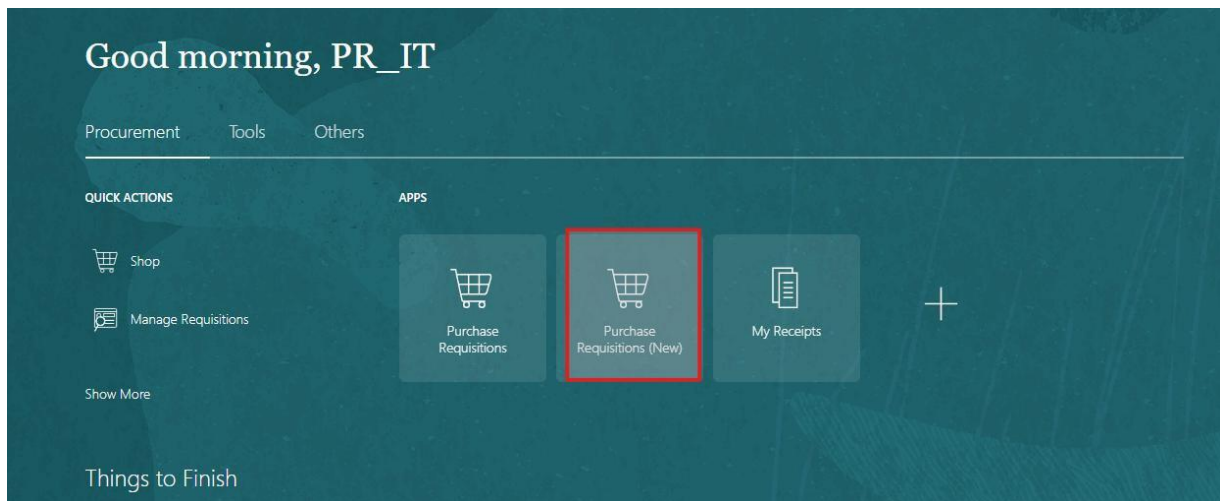 Good morning, PR_IT
Procurement Tools Others
QUICK ACTIONS
Shop
Manage Requisitions
Show More
APPS
Purchase
Requisitions
Purchase
Requisitions (New)
My Receipts
Things to Finish